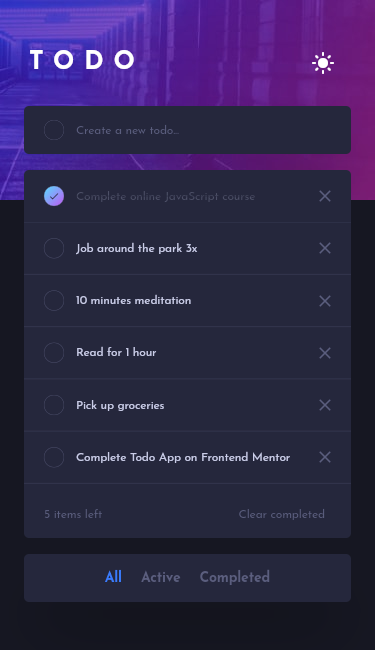 TODO
Create a new todo...
Complete online JavaScript course
Job around the park 3x
10 minutes meditation
Read for 1 hour
Pick up groceries
Complete Todo App on Frontend Mentor
5 items left Clear completed
All Active Completed